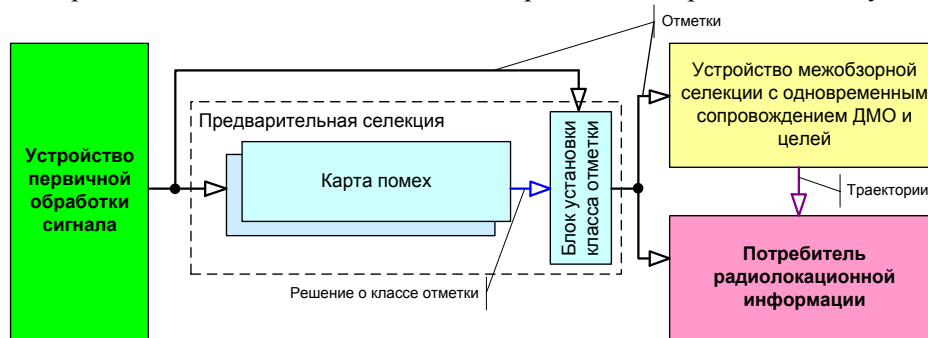 Отметки
Устройство
первичной
обработки
сигнала
Предварительная селекция
Карта помех
Блок установки
класса отметки
Решение о классе отметки
Устройство межобзорной
селекции с одновременным
сопровождением ДМО и
целей
Траектории
Потребитель
радиолокационной
информации